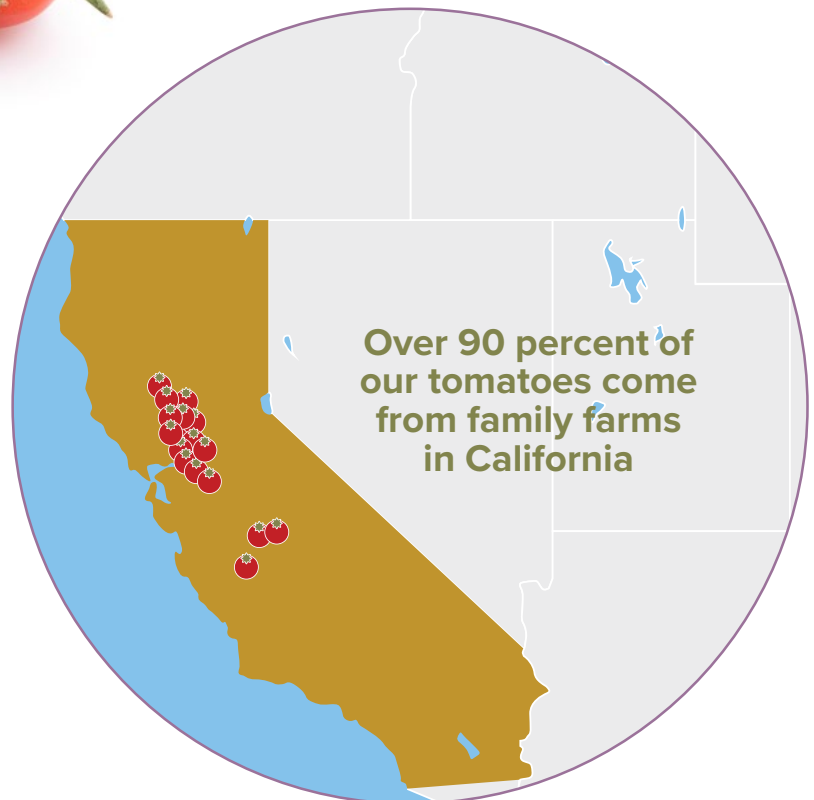 Over 90 percent of
our tomatoes come
from family farms
in California